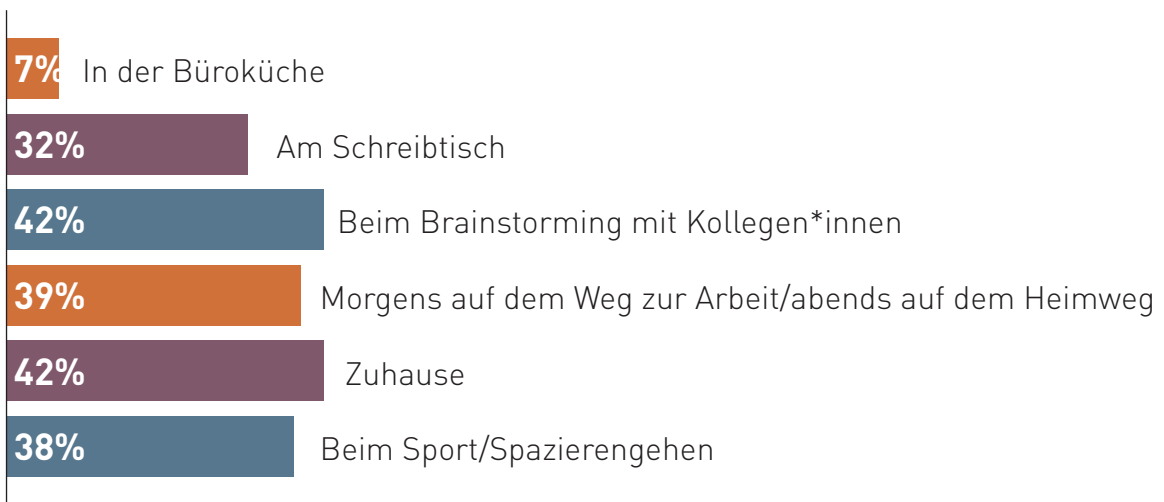 7% In der Büroküche
32% Am Schreibtisch
42% Beim Brainstorming mit Kollegen*innen
39% Morgens auf dem Weg zur Arbeit/abends auf dem Heimweg
42% Zuhause
38% Beim Sport/Spazierengehen